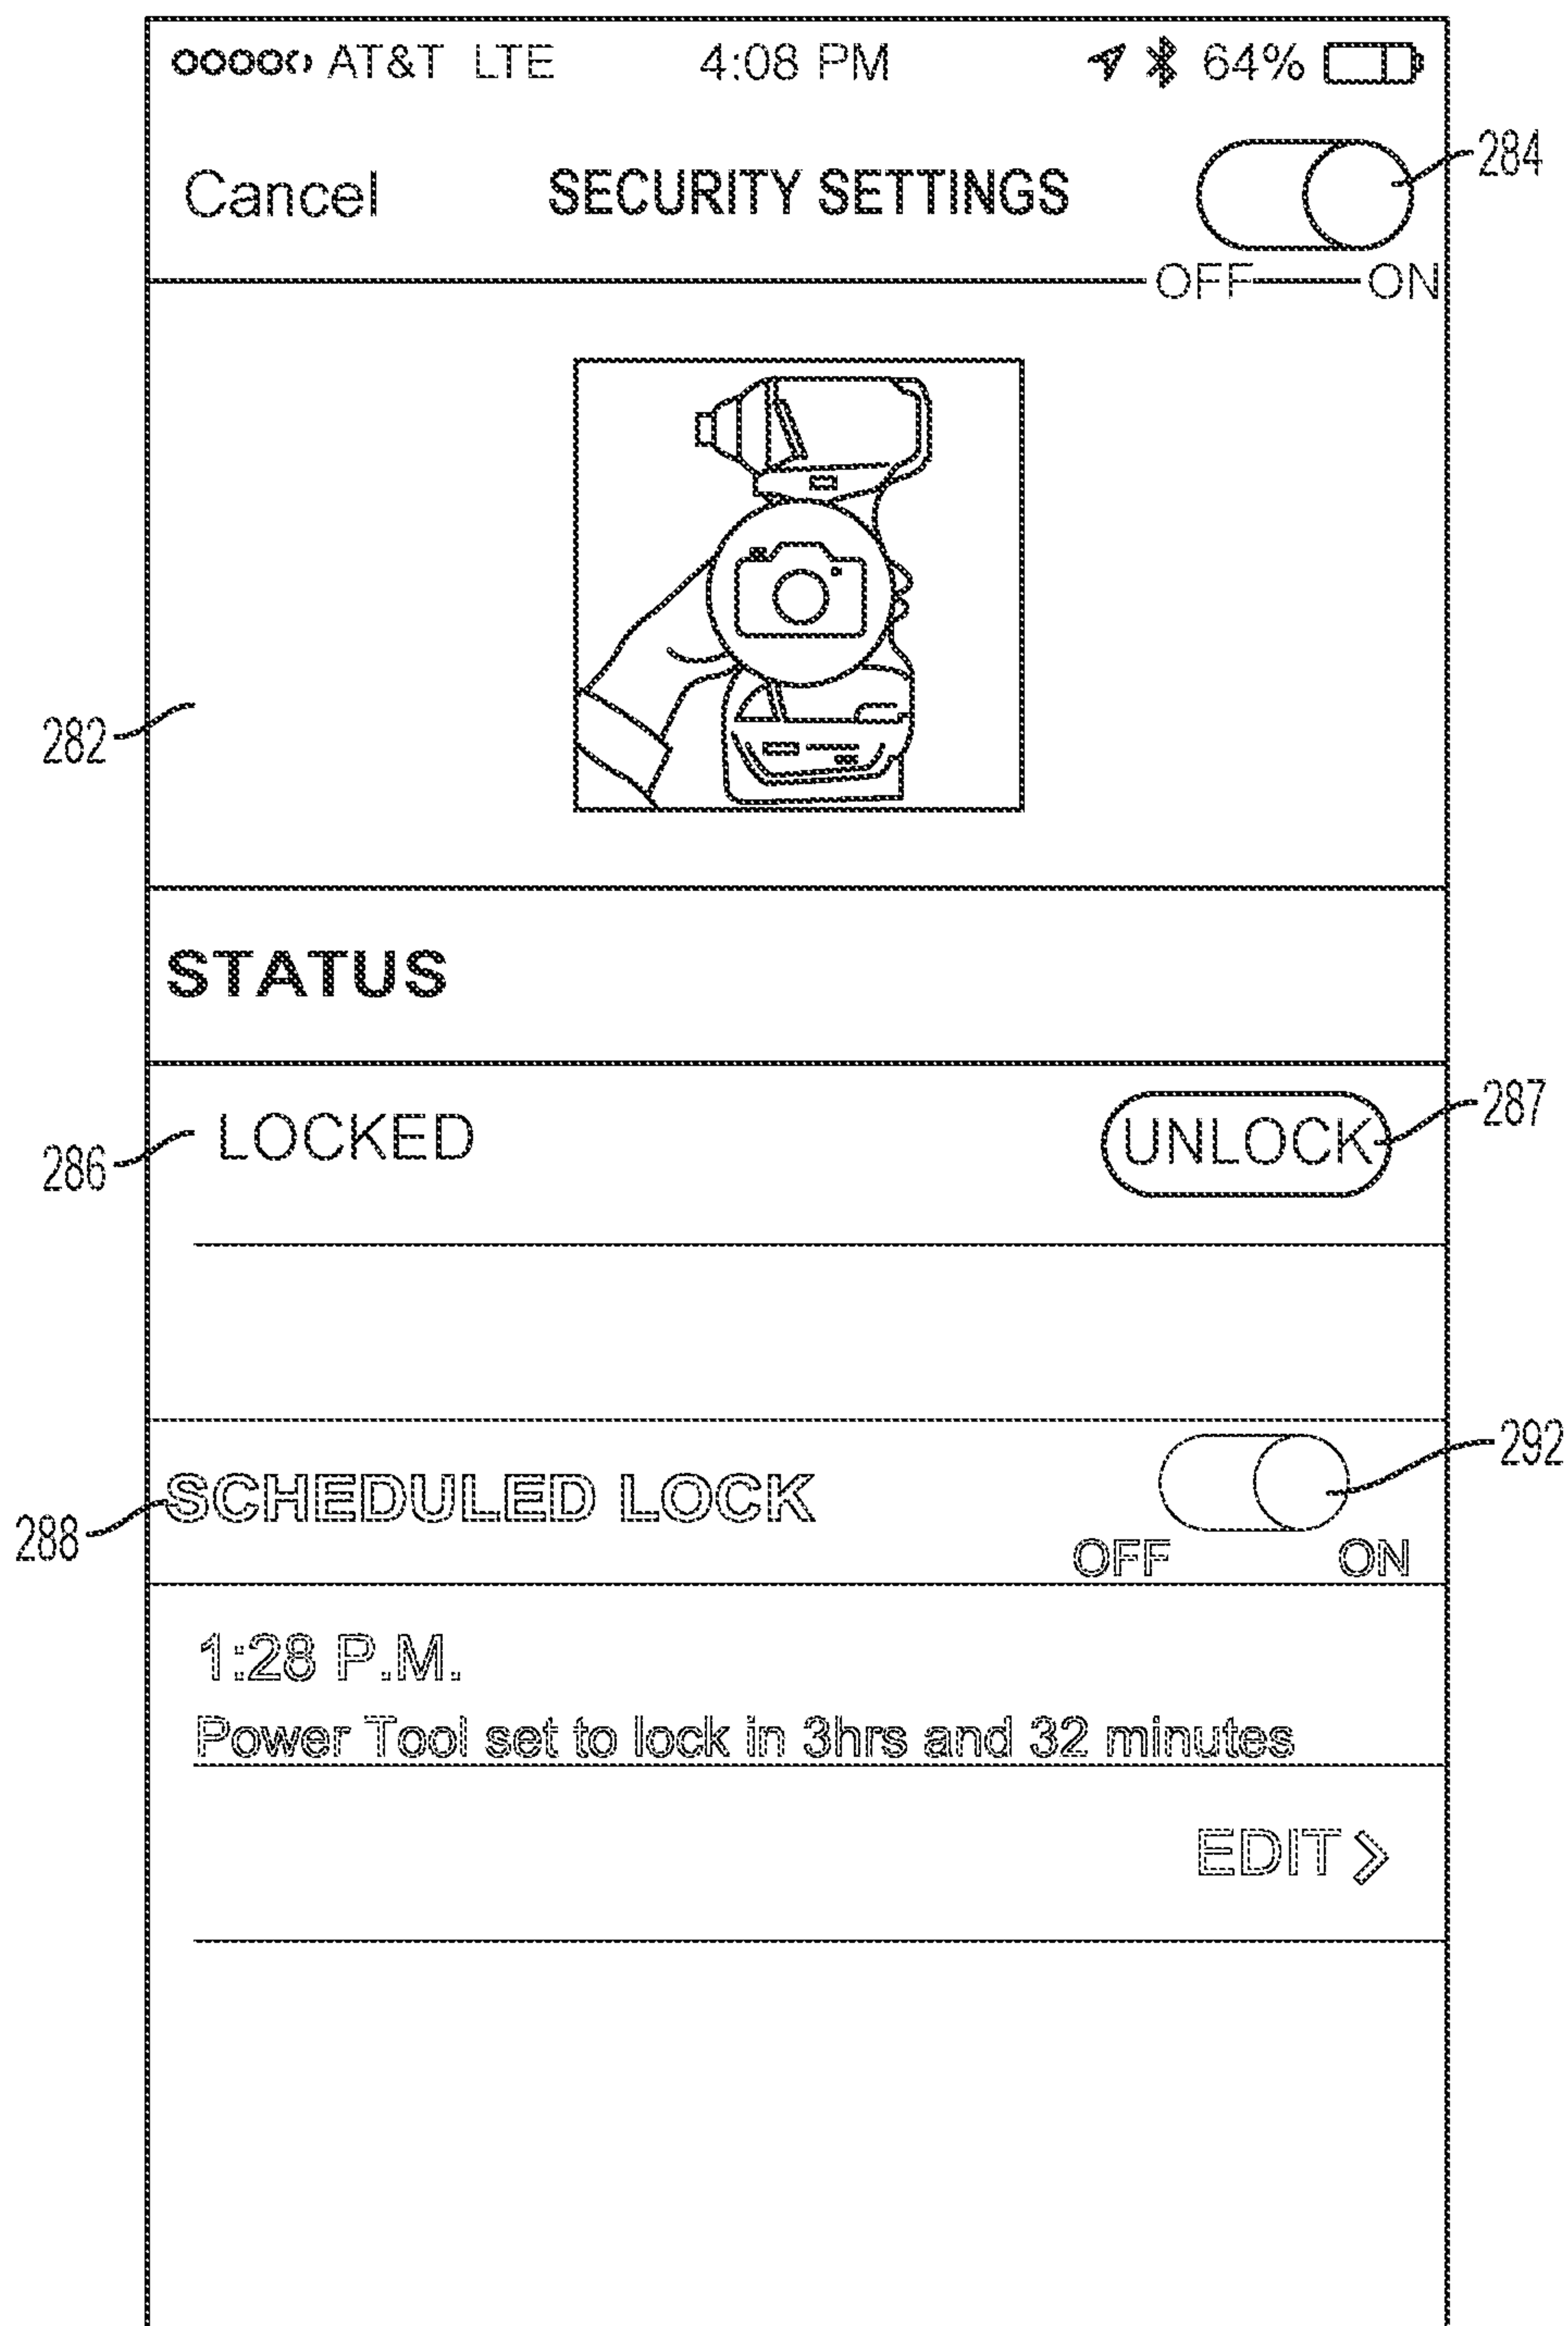 AT&T LTE 4:08 PM 64%
284
Cancel SECURITY SETTINGS
OFF ON
282
STATUS
287
LOCKED UNLOCK
286
292
SCHEDULED LOCK
288
OFF ON
1:28 P.M.
Power Tool set to lock in 3hrs and 32 minutes
EDIT >